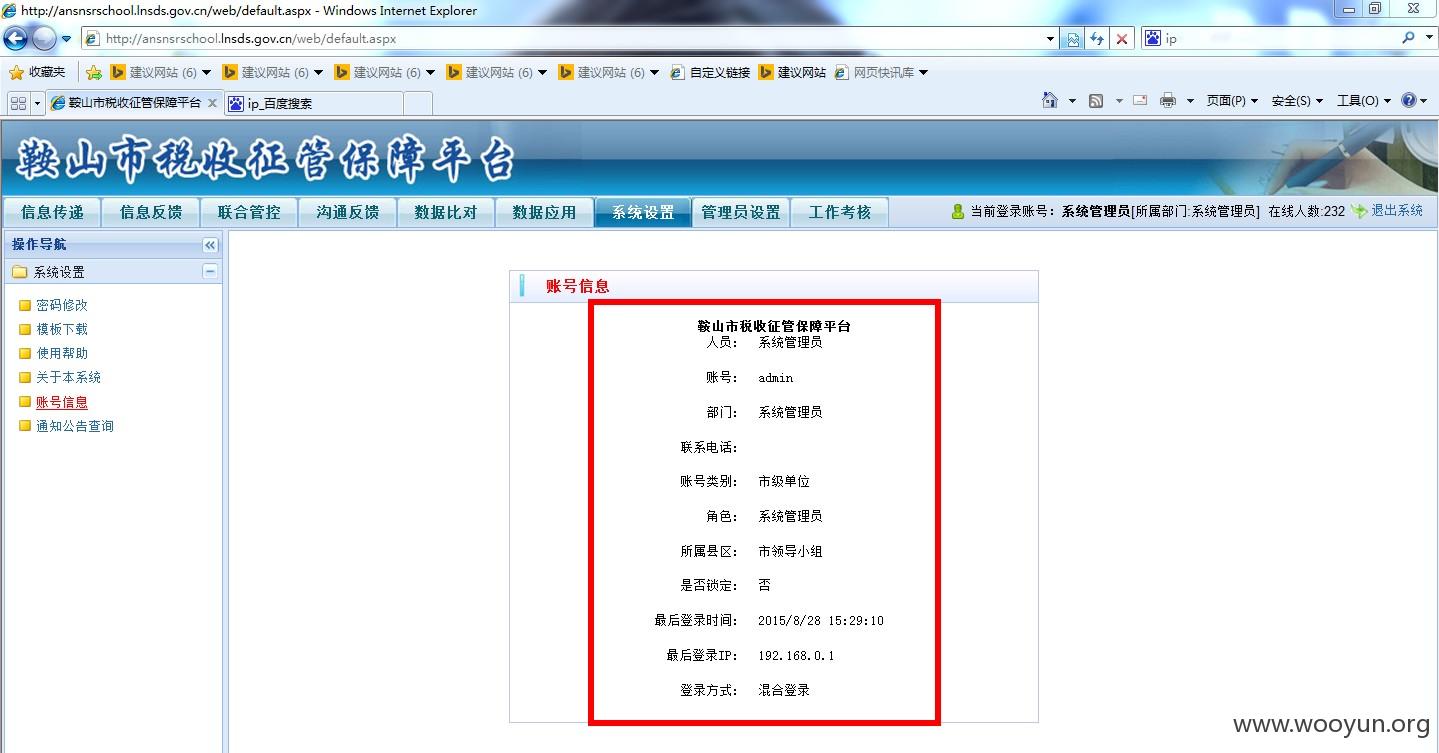 http://ansnsrschool.lnsds.gov.cn/web/default.aspx - Windows Internet Explorer
http://ansnsrschool.lnsds.gov.cn/web/default.aspx ip
收藏夹 建议网站 (6) 建议网站 (6) 建议网站 (6) 建议网站 (6) 建议网站 (6) 自定义链接 建议网站 网页快讯库
鞍山市税收征管保障平台 ip_百度搜索 页面(P) 安全(S) 工具(O)
鞍山市税收征管保障平台
信息传递 信息反馈 联合管控 沟通反馈 数据比对 数据应用 系统设置 管理员设置 工作考核 当前登录账号：系统管理员[所属部门:系统管理员] 在线人数:232 退出系统
操作导航
系统设置
密码修改
模板下载
使用帮助
关于本系统
账号信息
通知公告查询
账号信息
鞍山市税收征管保障平台
人员： 系统管理员
账号： admin
部门： 系统管理员
联系电话：
账号类别： 市级单位
角色： 系统管理员
所属县区： 市领导小组
是否锁定： 否
最后登录时间： 2015/8/28 15:29:10
最后登录IP： 192.168.0.1
登录方式： 混合登录
www.wooyun.org